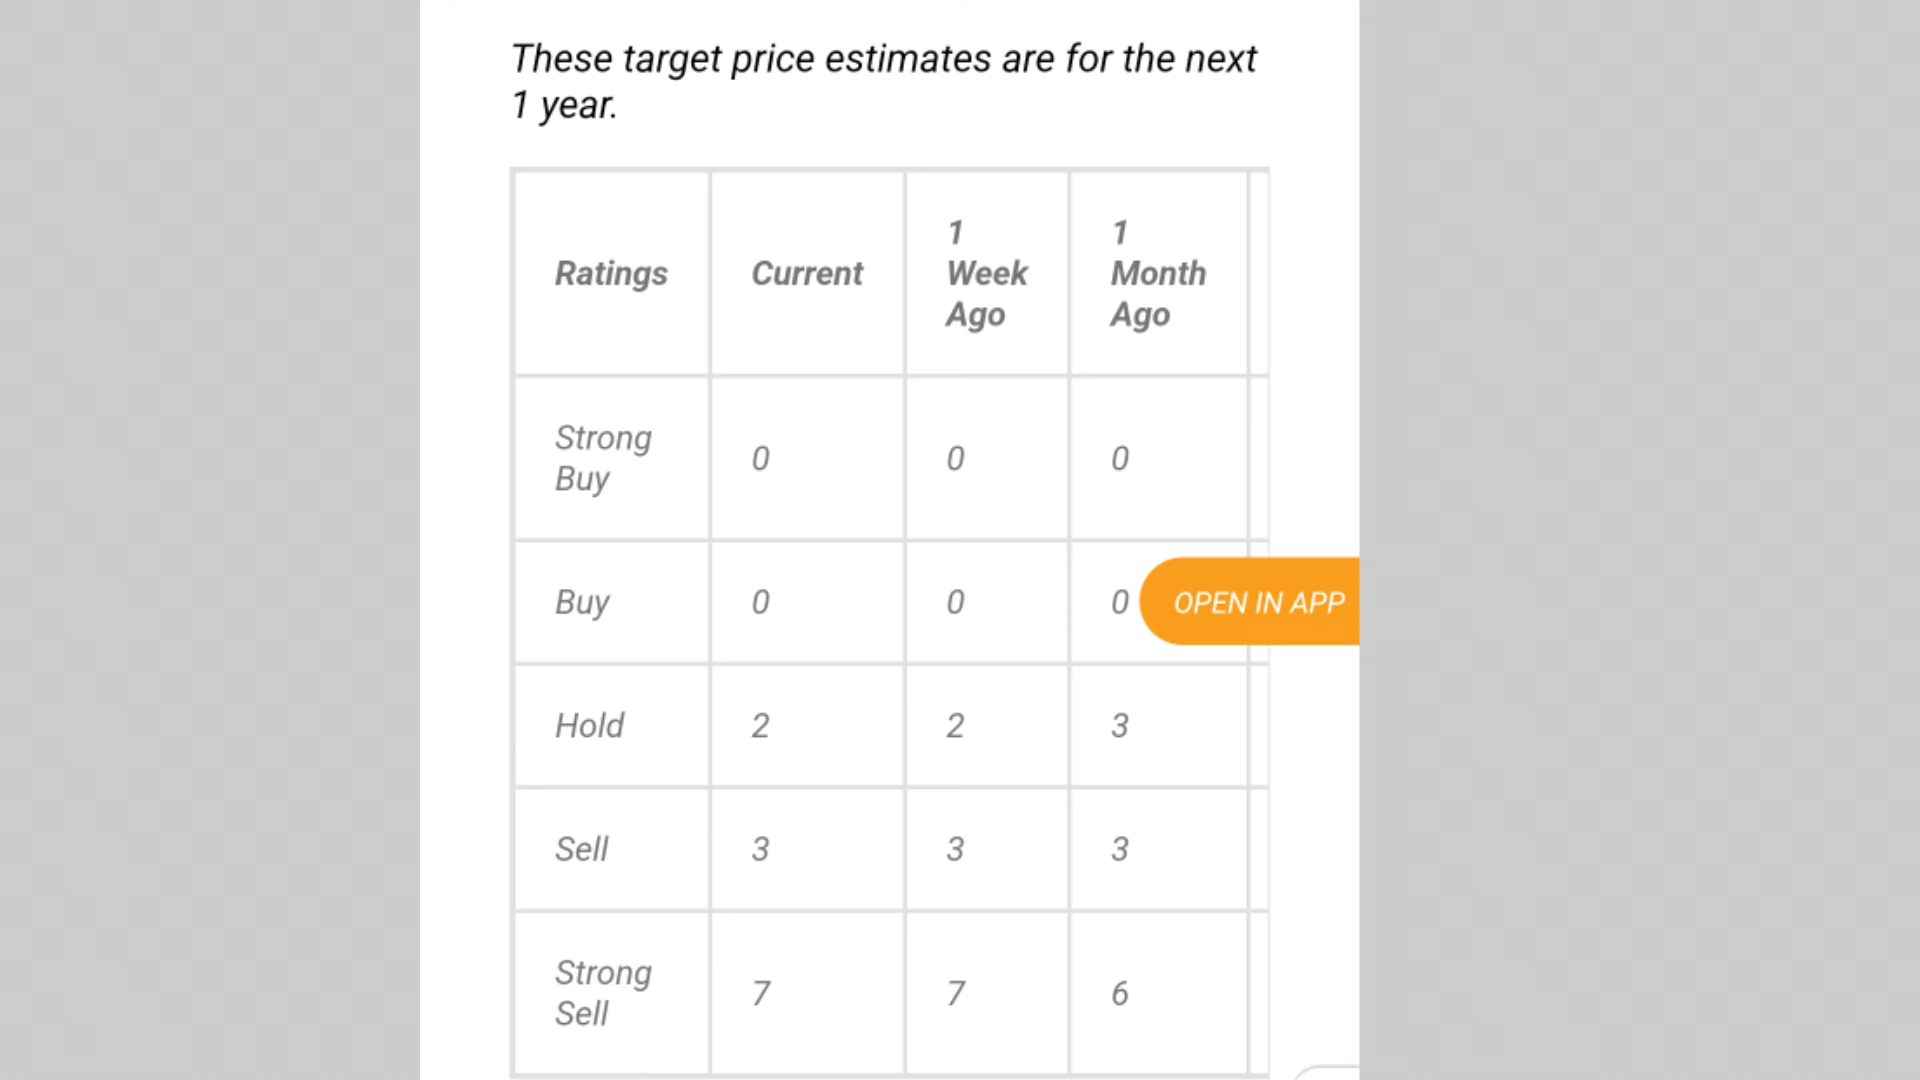 These target price estimates are for the next
1 year.
Ratings Current 1 Week Ago 1 Month Ago
Strong Buy 0 0 0
Buy 0 0 0
OPEN IN APP
Hold 2 2 3
Sell 3 3 3
Strong Sell 7 7 6